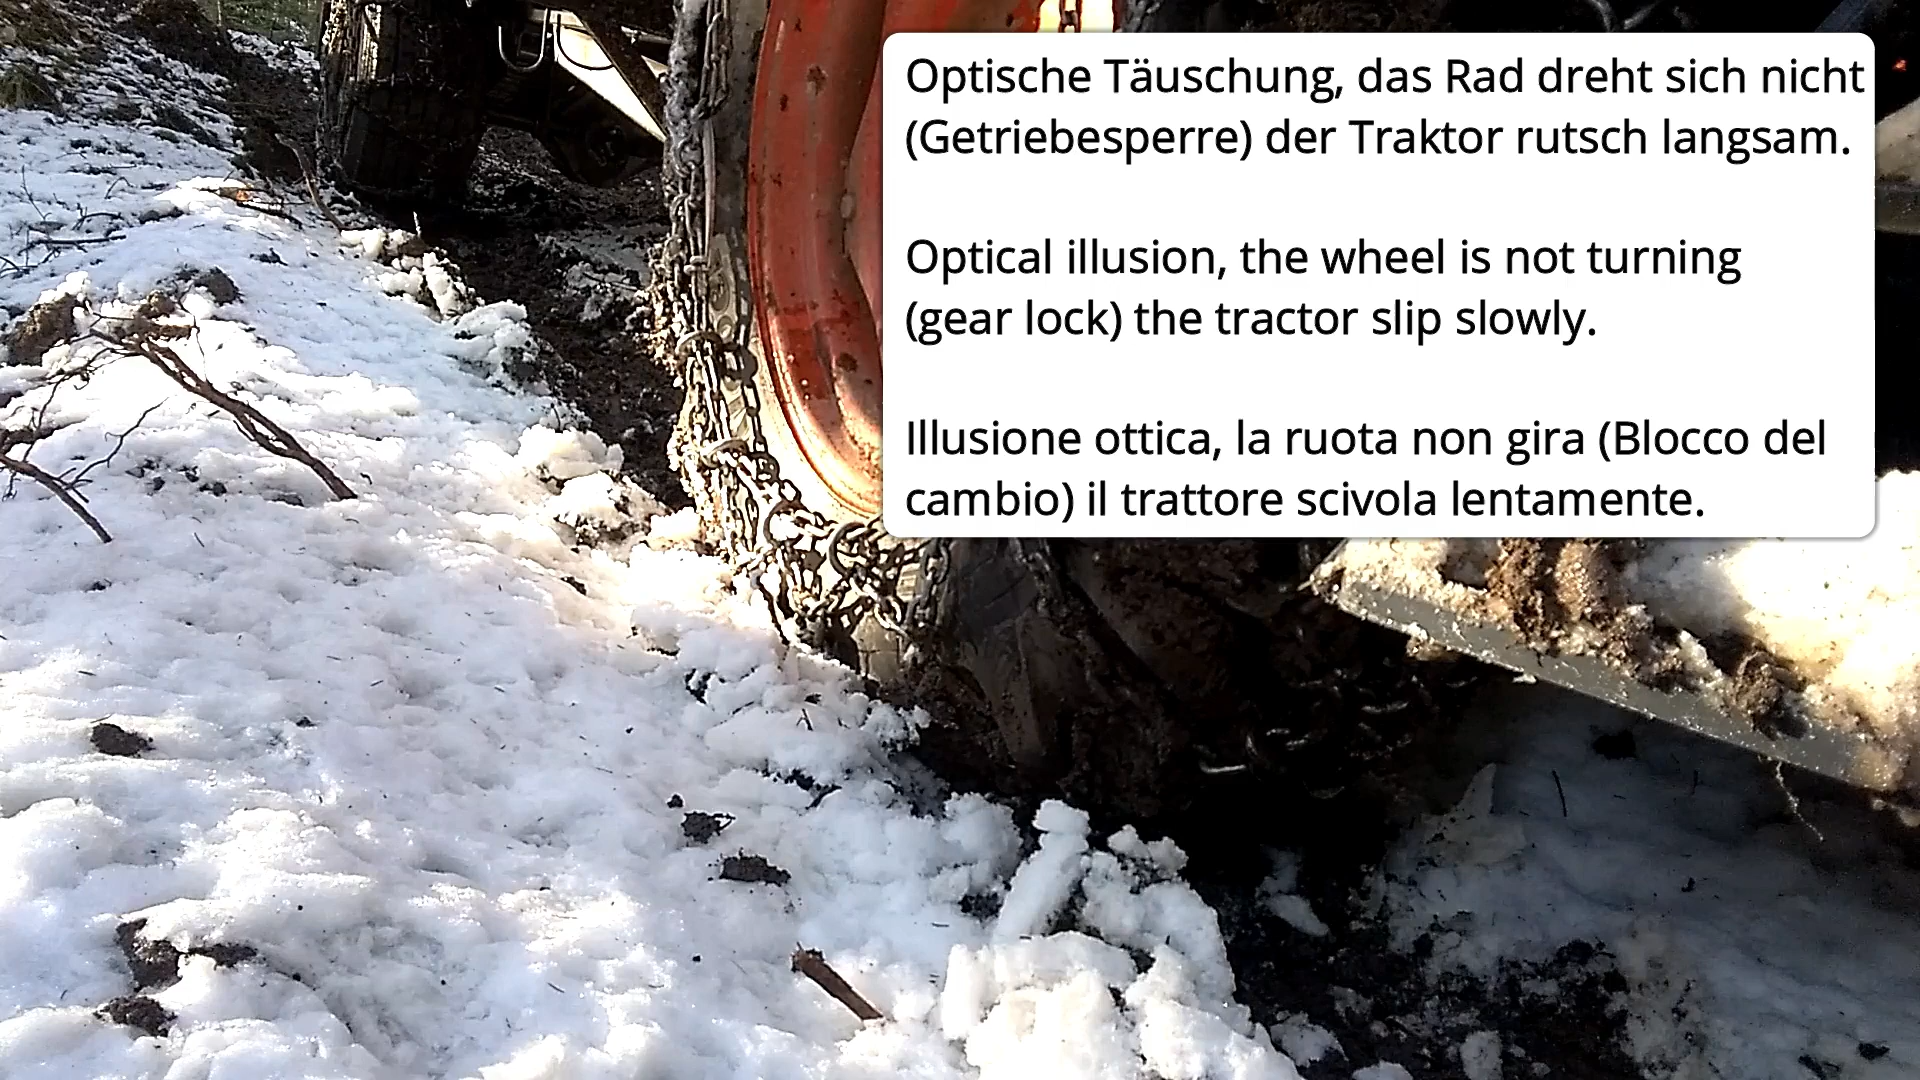 Optische Täuschung, das Rad dreht sich nicht
(Getriebesperre) der Traktor rutsch langsam.
Optical illusion, the wheel is not turning
(gear lock) the tractor slip slowly.
Illusione ottica, la ruota non gira (Blocco del
cambio) il trattore scivola lentamente.